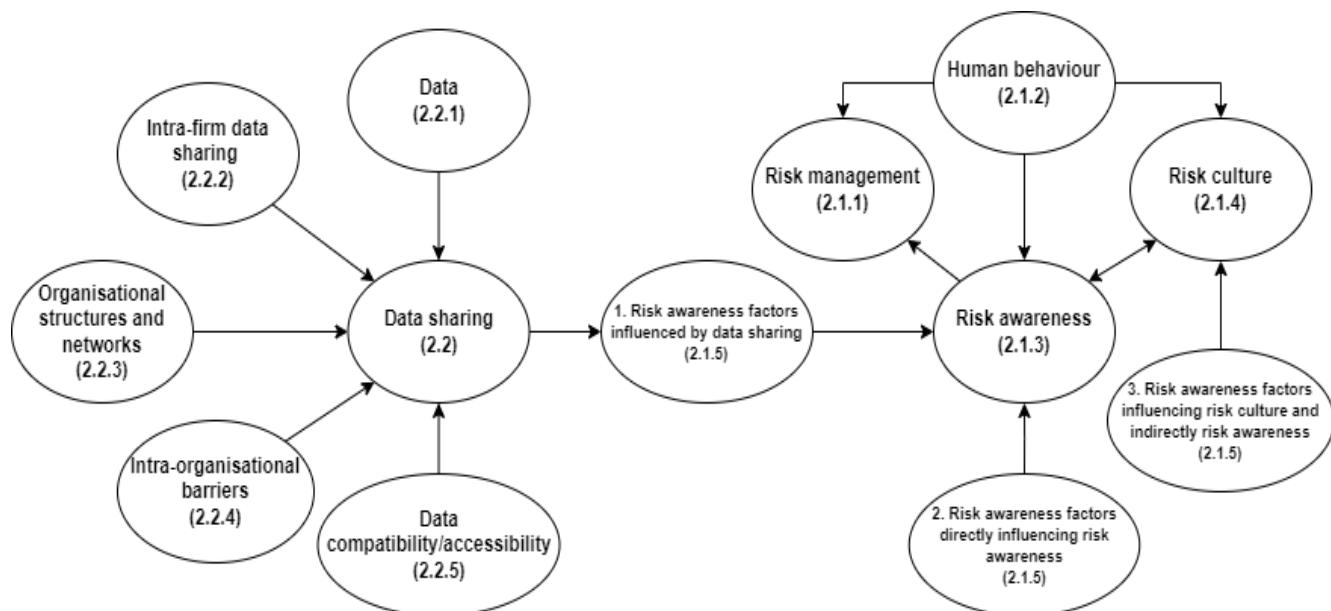 Data
(2.2.1)
Human behaviour
(2.1.2)
Intra-firm data
sharing
(2.2.2)
Risk management
(2.1.1)
Risk culture
(2.1.4)
Organisational
structures and
networks
(2.2.3)
Data sharing
(2.2)
1. Risk awareness factors
influenced by data sharing
(2.1.5)
Risk awareness
(2.1.3)
3. Risk awareness factors
influencing risk culture and
indirectly risk awareness
(2.1.5)
Intra-organisational
barriers
(2.2.4)
Data
compatibility/accessibility
(2.2.5)
2. Risk awareness factors
directly influencing risk
awareness
(2.1.5)